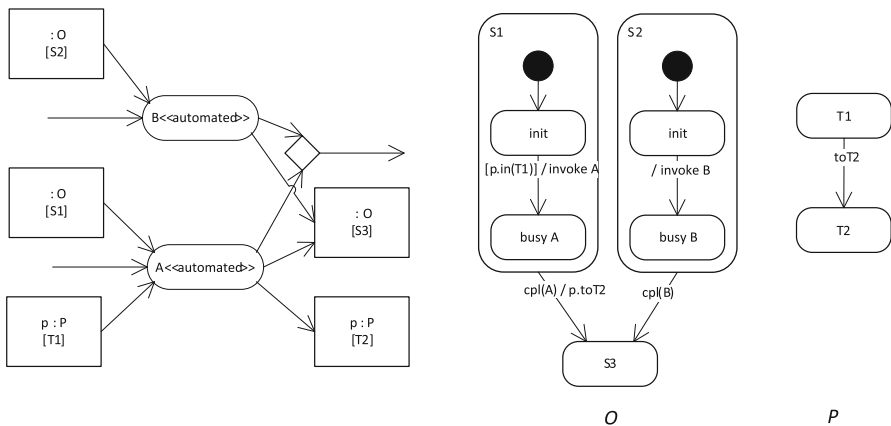 : O
[S2]
B<<automated>>
: O
[S1]
: O
[S3]
A<<automated>>
p : P
[T1]
p : P
[T2]
S1
init
[p.in(T1)] / invoke A
busy A
S2
init
/ invoke B
busy B
cpl(A) / p.toT2
cpl(B)
S3
O
T1
toT2
T2
P